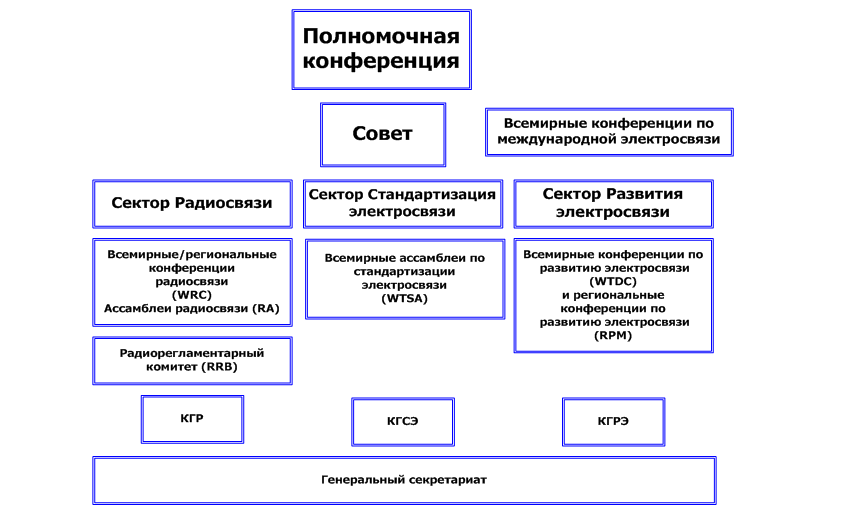 Полномочная
конференция
Совет
Всемирные конференции по
международной электросвязи
Сектор Радиосвязи
Сектор Стандартизация
электросвязи
Сектор Развития
электросвязи
Всемирные/региональные
конференции
радиосвязи
(WRC)
Ассамблеи радиосвязи (RA)
Всемирные ассамблеи по
стандартизации
электросвязи
(WTSA)
Всемирные конференции по
развитию электросвязи
(WTDC)
и региональные
конференции по
развитию электросвязи
(RPM)
Радиорегламентарный
комитет (RRB)
КГР
КГСЭ
КГРЭ
Генеральный секретариат